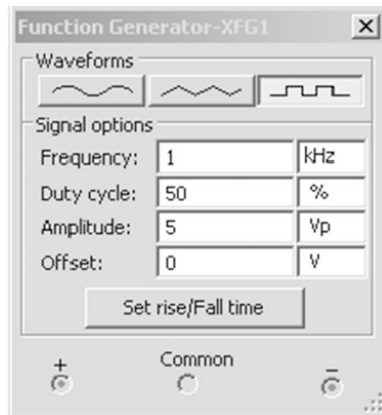 Function Generator-XFG1
Waveforms
Signal options
Frequency: 1 kHz
Duty cycle: 50 %
Amplitude: 5 Vp
Offset: 0 V
Set rise/Fall time
+ Common −